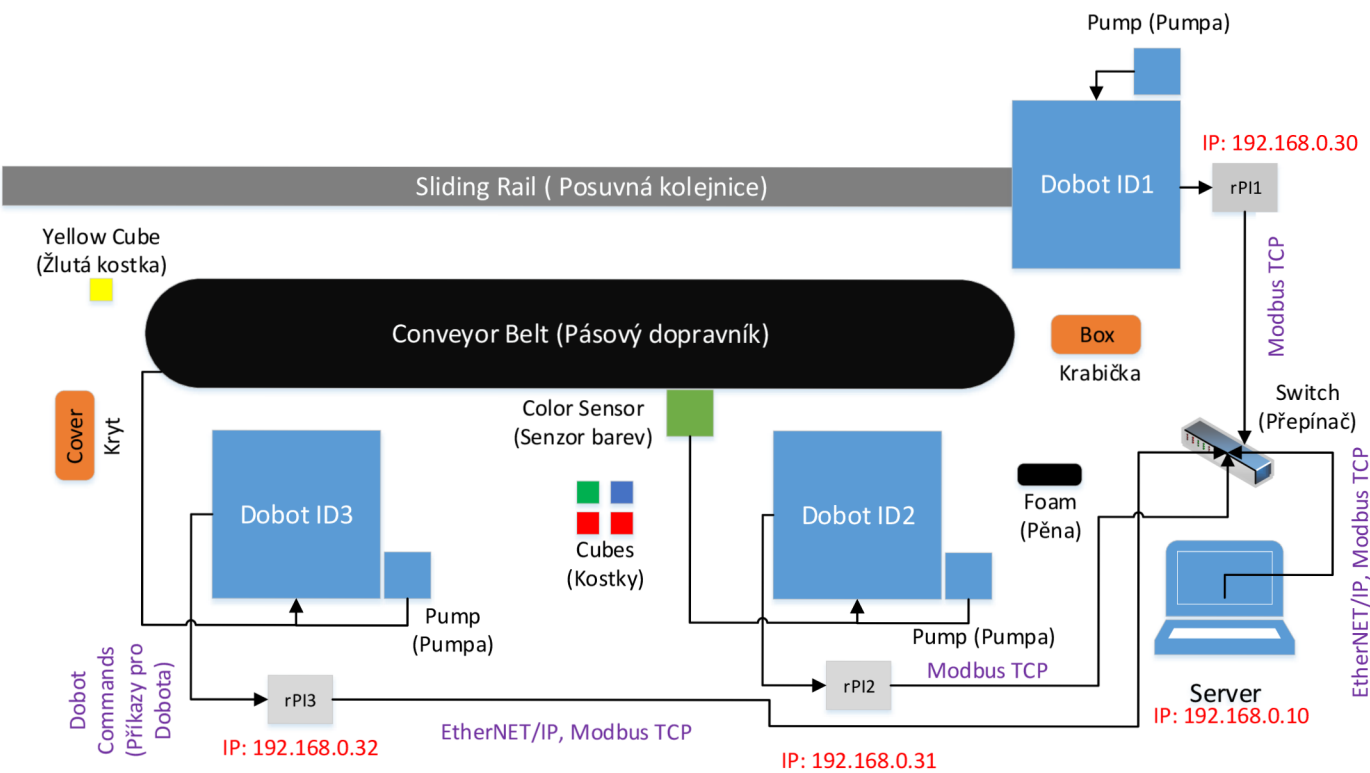 Pump (Pumpa)
IP: 192.168.0.30
Sliding Rail ( Posuvná kolejnice)
Dobot ID1
rPI1
Yellow Cube
(Žlutá kostka)
Modbus TCP
Conveyor Belt (Pásový dopravník)
Box
Krabička
Switch
(Přepínač)
Cover
Kryt
Color Sensor
(Senzor barev)
Dobot ID3
Cubes
(Kostky)
Dobot ID2
Foam
(Pěna)
EtherNET/IP, Modbus TCP
Pump
(Pumpa)
Pump (Pumpa)
Dobot
Commands
(Příkazy pro
Dobota)
rPI3
IP: 192.168.0.32
EtherNET/IP, Modbus TCP
rPI2
Modbus TCP
IP: 192.168.0.31
Server
IP: 192.168.0.10